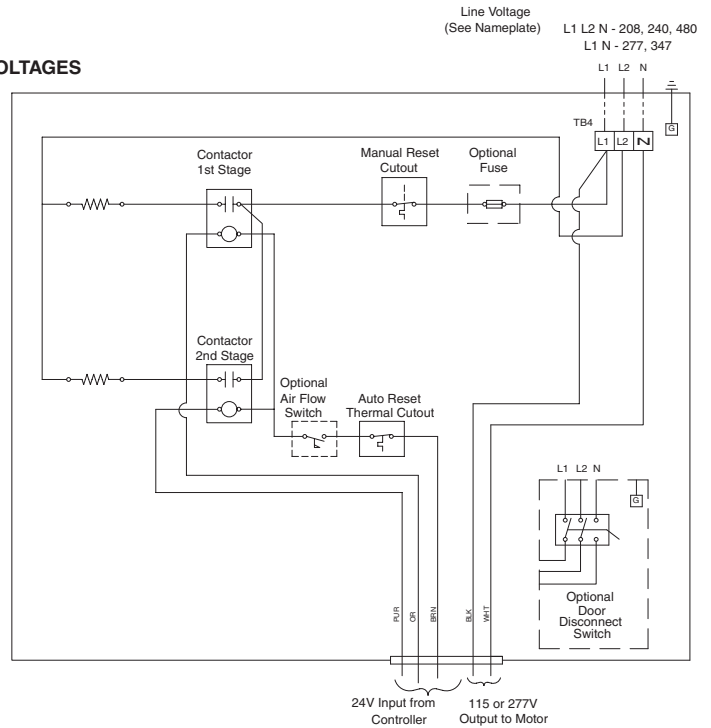 Line Voltage
(See Nameplate)
L1 L2 N - 208, 240, 480
L1 N - 277, 347
OLTAGES
L1 L2 N
TB4
L1 L2 N
G
Contactor
1st Stage
Manual Reset
Cutout
Optional
Fuse
Contactor
2nd Stage
Optional
Air Flow
Switch
Auto Reset
Thermal Cutout
L1 L2 N
G
Optional
Door
Disconnect
Switch
PUR
OR
BRN
BLK
WHT
24V Input from
Controller
115 or 277V
Output to Motor